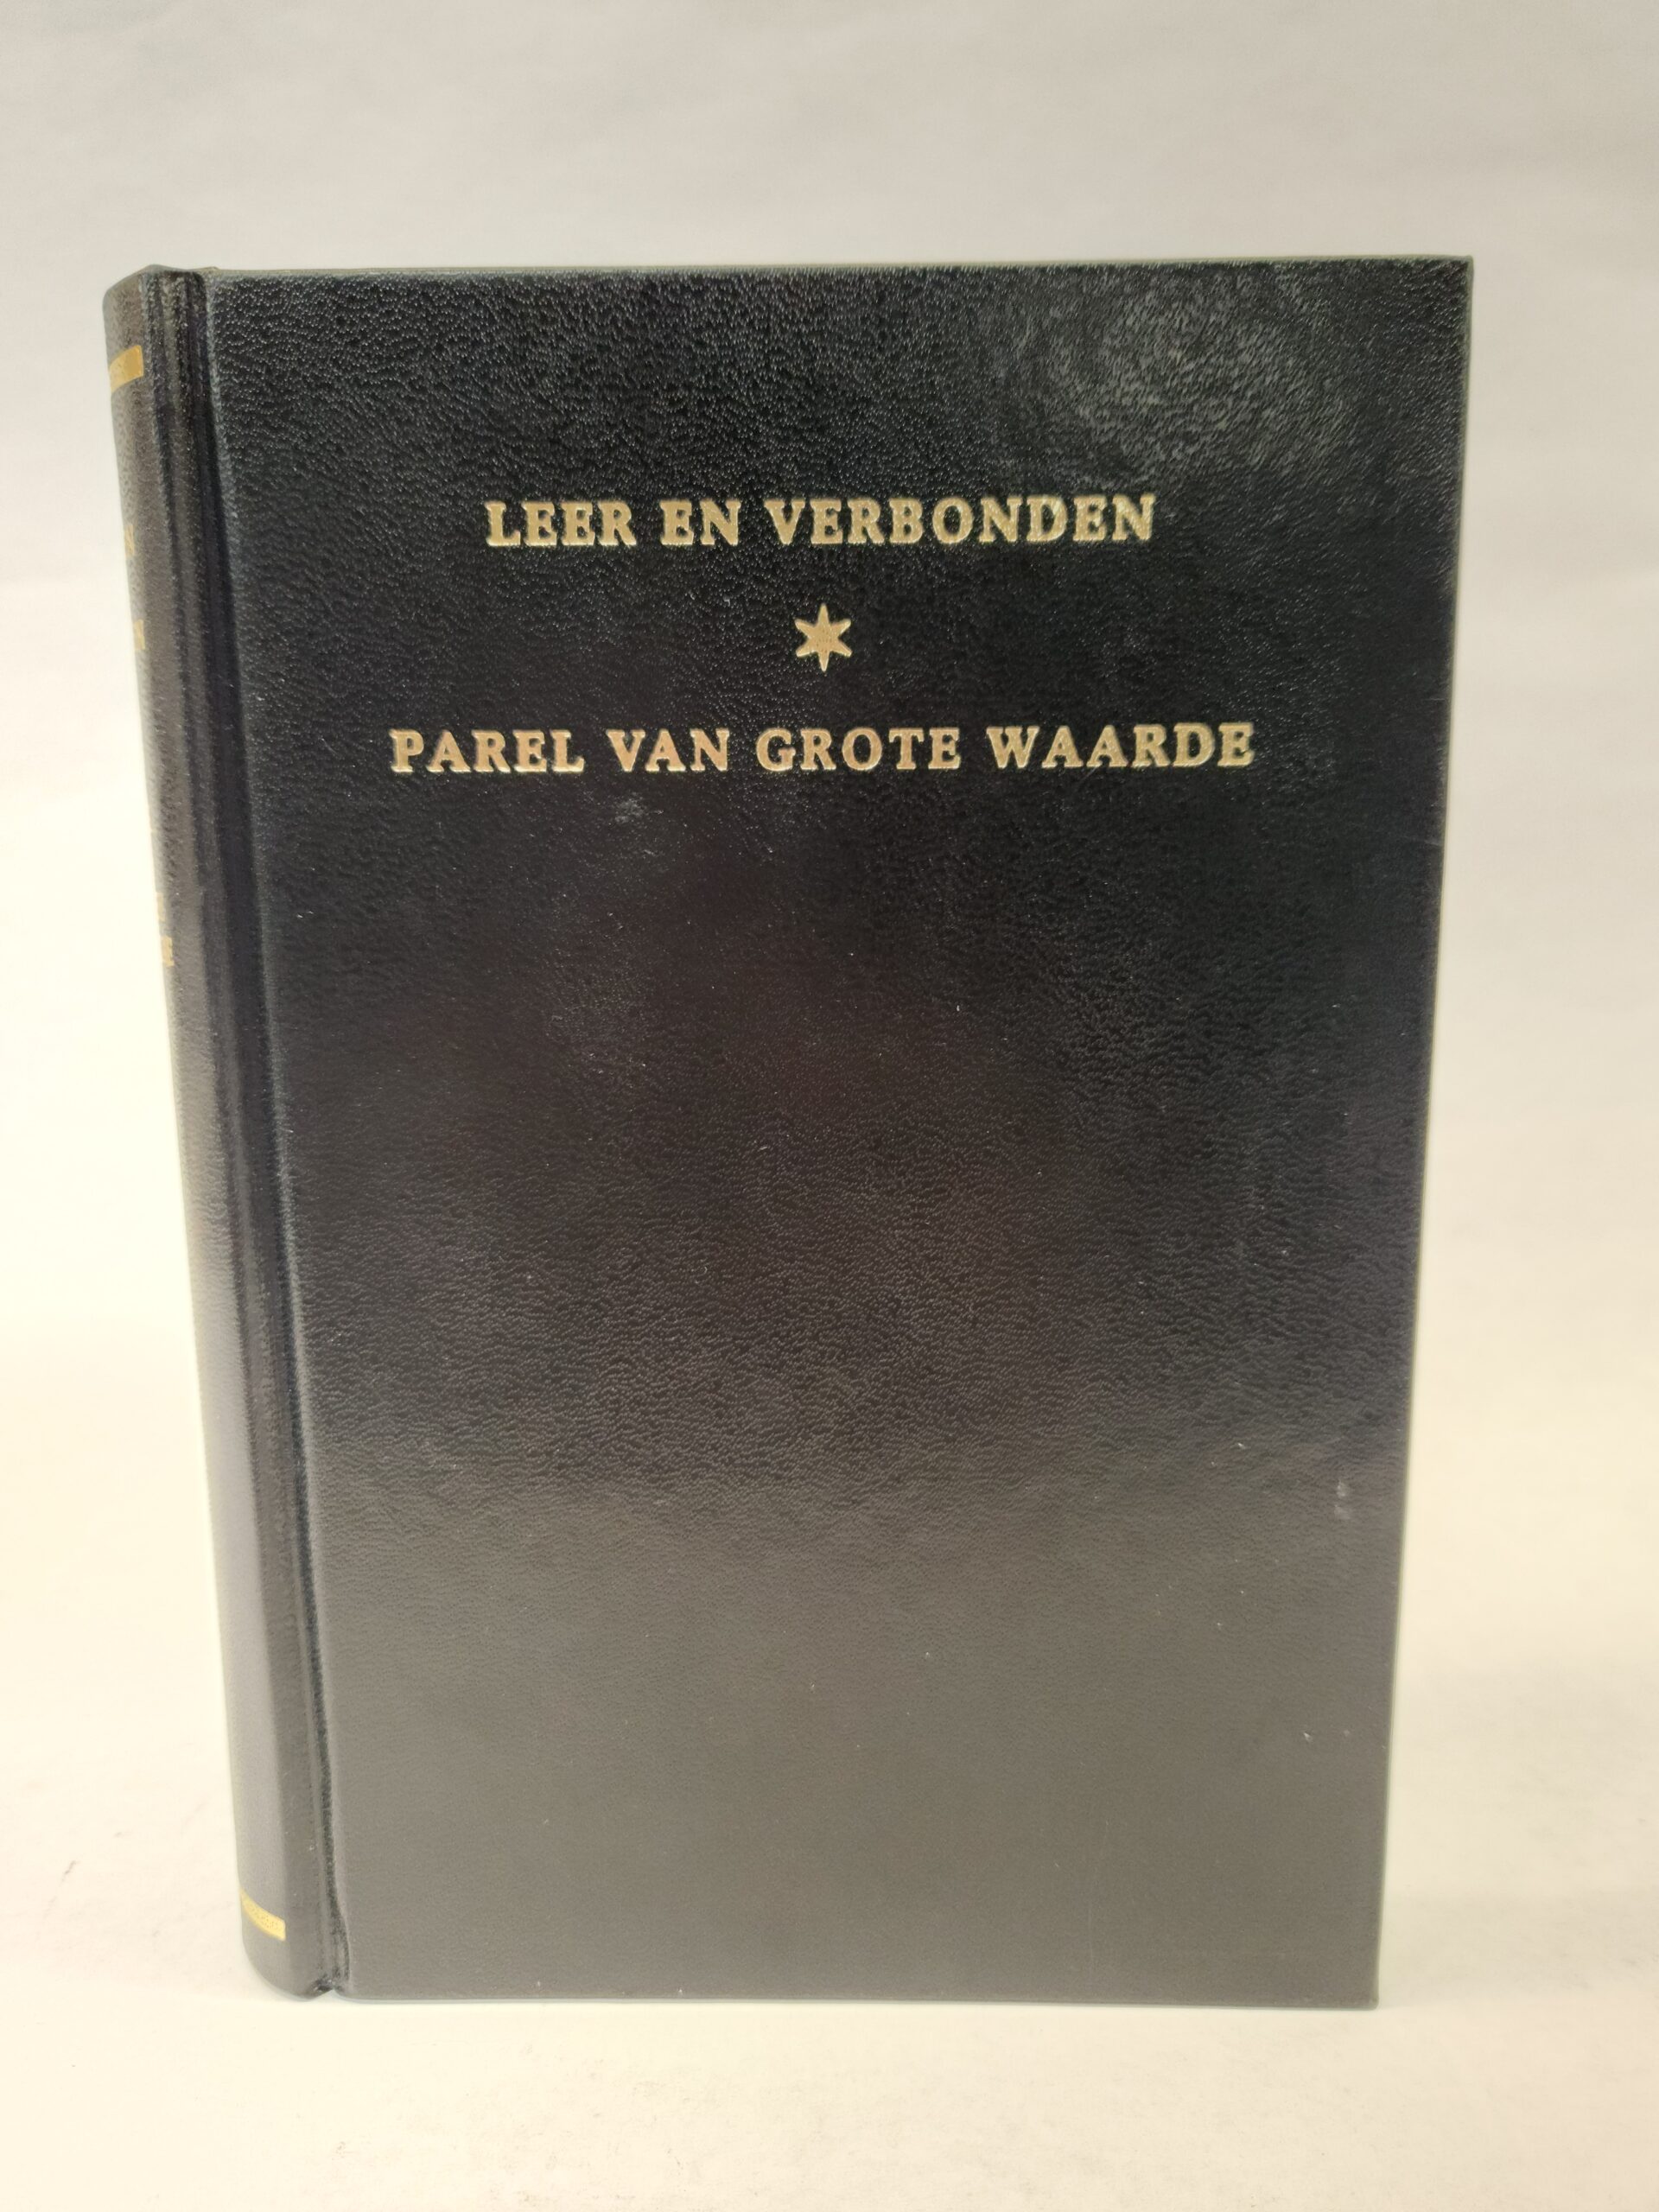 LEER EN VERBONDEN
PAREL VAN GROTE WAARDE